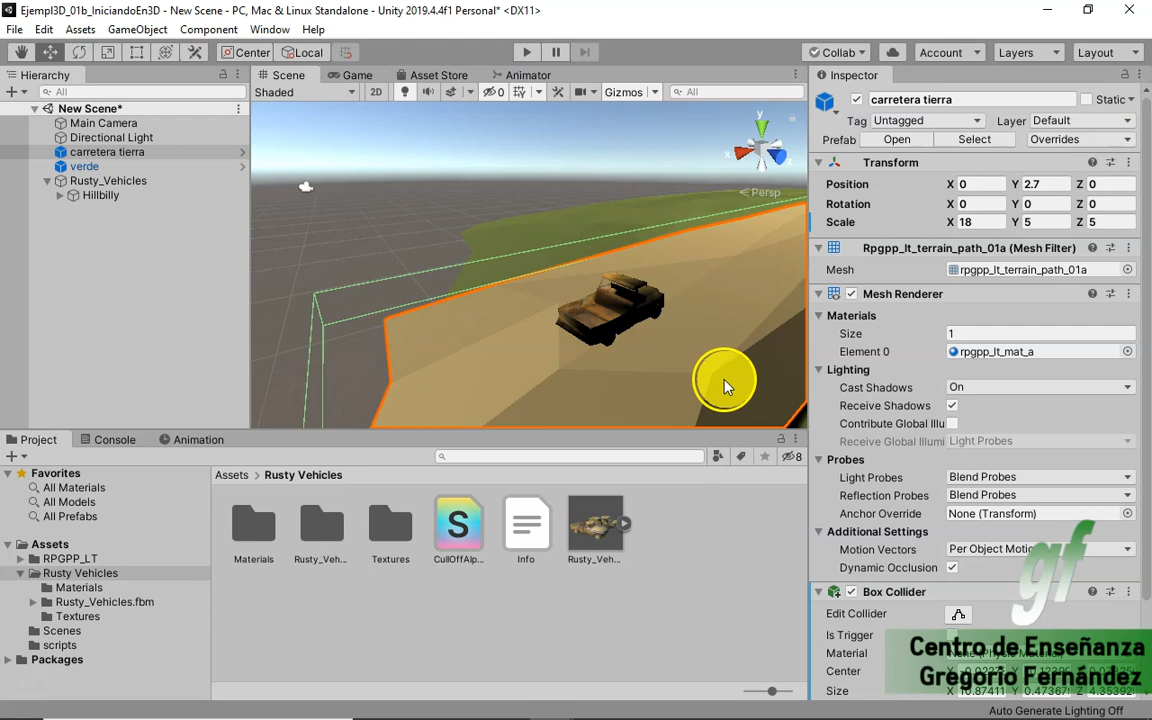 Ejempl3D_01b_IniciandoEn3D - New Scene - PC, Mac & Linux Standalone - Unity 2019.4.4f1 Personal* <DX11>
File Edit Assets GameObject Component Window Help
Center Local Collab Account Layers Layout
Hierarchy
All
New Scene*
Main Camera
Directional Light
carretera tierra
verde
Rusty_Vehicles
Hillbilly
Scene Game Asset Store Animator
Shaded 2D 0 Gizmos All
y
x
z
Persp
Inspector
carretera tierra Static
Tag Untagged Layer Default
Prefab Open Select Overrides
Transform
Position X 0 Y 2.7 Z 0
Rotation X 0 Y 0 Z 0
Scale X 18 Y 5 Z 5
Rpgpp_lt_terrain_path_01a (Mesh Filter)
Mesh rpgpp_lt_terrain_path_01a
Mesh Renderer
Materials
Size 1
Element 0 rpgpp_lt_mat_a
Lighting
Cast Shadows On
Receive Shadows
Contribute Global Illu
Receive Global Illumi Light Probes
Probes
Light Probes Blend Probes
Reflection Probes Blend Probes
Anchor Override None (Transform)
Additional Settings
Motion Vectors Per Object Motio
Dynamic Occlusion
Box Collider
Edit Collider
Is Trigger
Material
Center
Size
Project Console Animation
8
Favorites
All Materials
All Models
All Prefabs
Assets
RPGPP_LT
Rusty Vehicles
Materials
Rusty_Vehicles.fbm
Textures
Scenes
scripts
Packages
Assets Rusty Vehicles
Materials Rusty_Veh... Textures CullOffAlp... Info Rusty_Veh...
gf
Centro de Enseñanza
Gregorio Fernández
Auto Generate Lighting Off